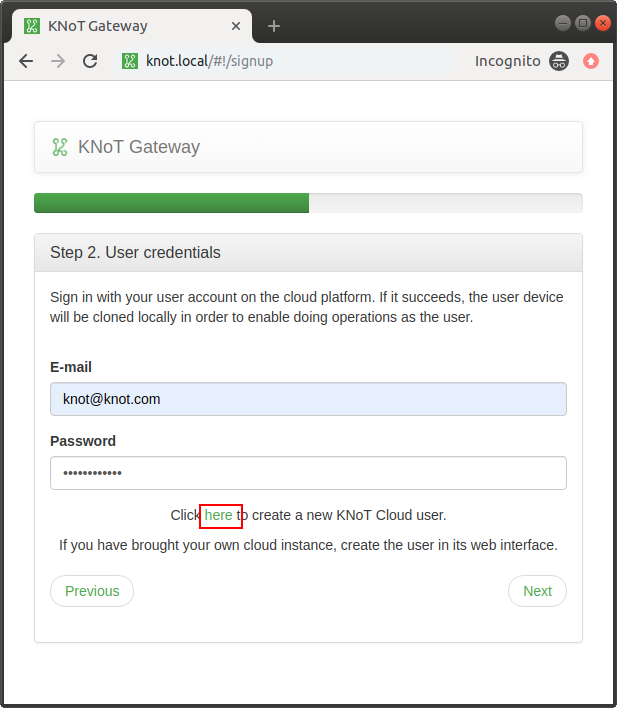 KNoT Gateway
knot.local/#!/signup
Incognito
KNoT Gateway
Step 2. User credentials
Sign in with your user account on the cloud platform. If it succeeds, the user device
will be cloned locally in order to enable doing operations as the user.
E-mail
knot@knot.com
Password
••••••••••••
Click here to create a new KNoT Cloud user.
If you have brought your own cloud instance, create the user in its web interface.
Previous
Next